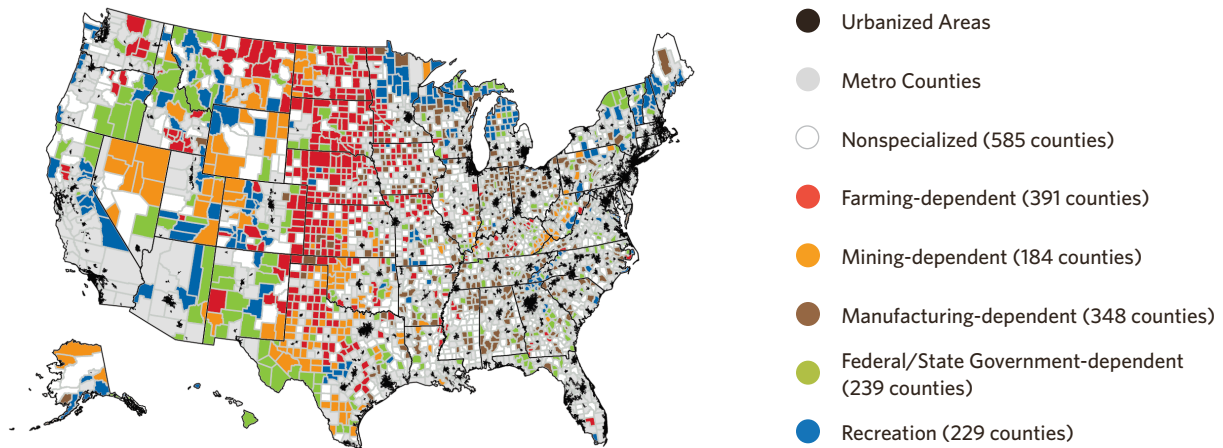 Urbanized Areas
Metro Counties
Nonspecialized (585 counties)
Farming-dependent (391 counties)
Mining-dependent (184 counties)
Manufacturing-dependent (348 counties)
Federal/State Government-dependent
(239 counties)
Recreation (229 counties)